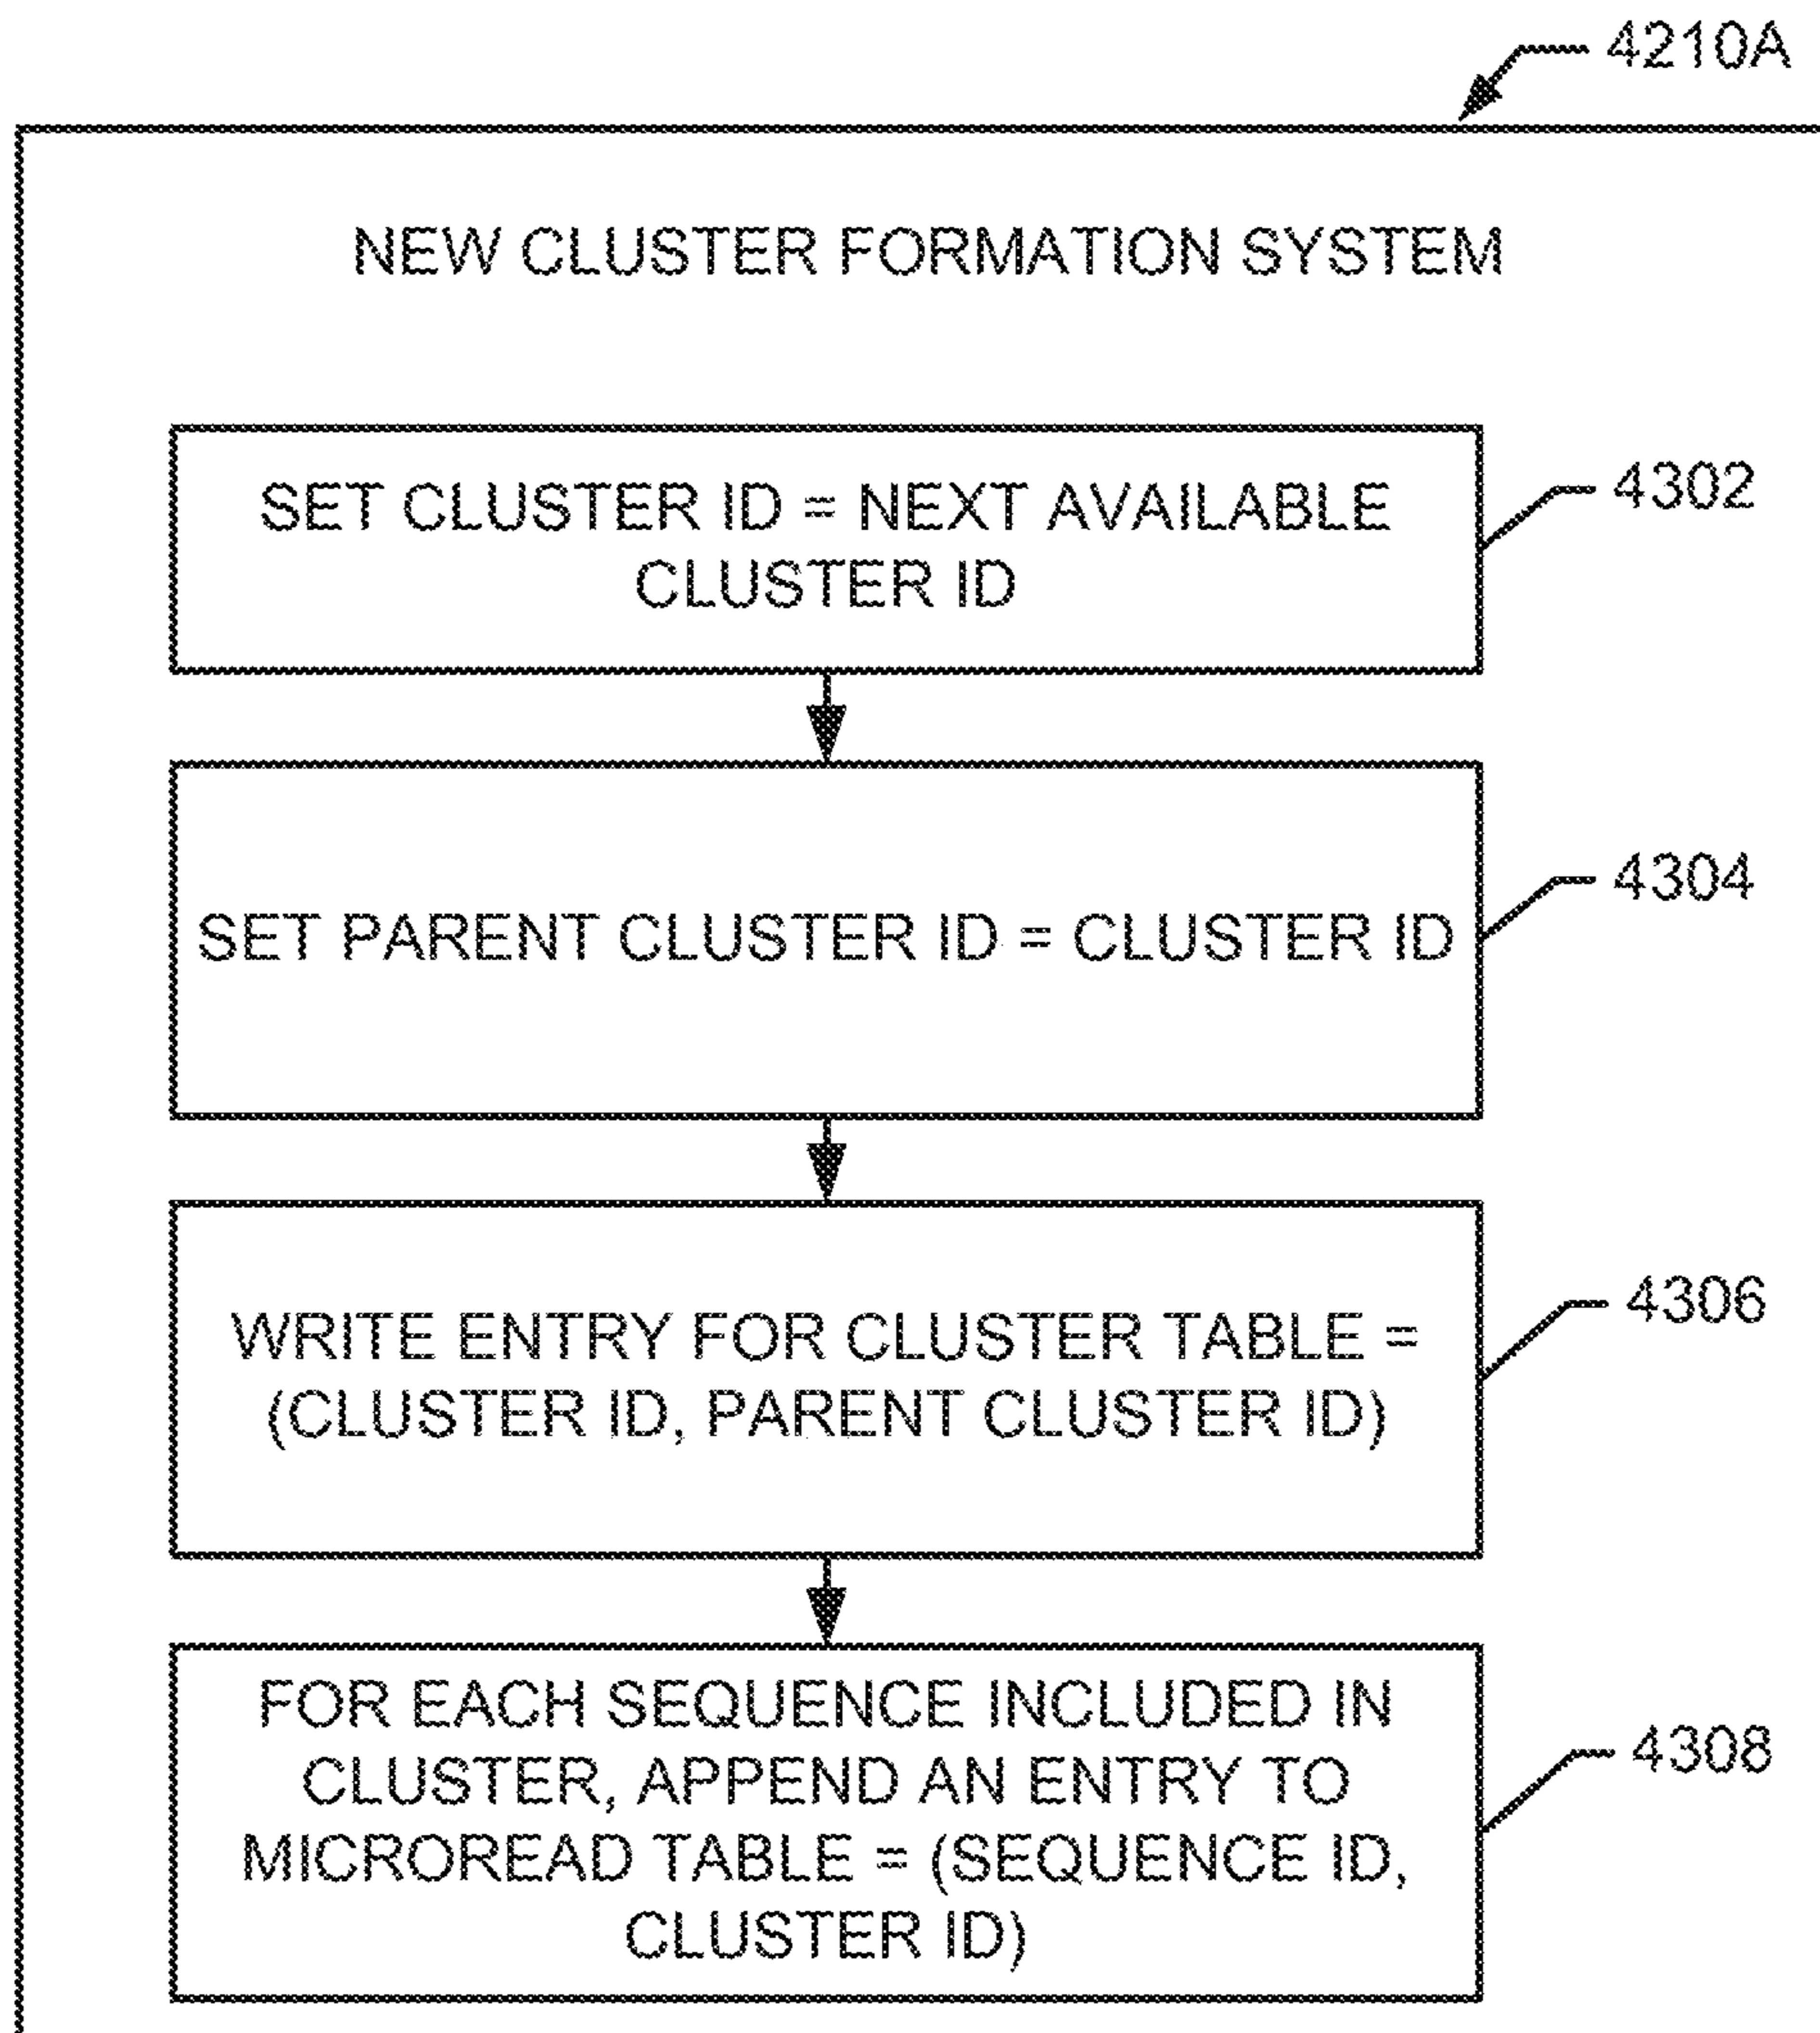 4210A
NEW CLUSTER FORMATION SYSTEM
SET CLUSTER ID = NEXT AVAILABLE
CLUSTER ID
4302
SET PARENT CLUSTER ID = CLUSTER ID
4304
WRITE ENTRY FOR CLUSTER TABLE =
(CLUSTER ID, PARENT CLUSTER ID)
4306
FOR EACH SEQUENCE INCLUDED IN
CLUSTER, APPEND AN ENTRY TO
MICROREAD TABLE = (SEQUENCE ID,
CLUSTER ID)
4308